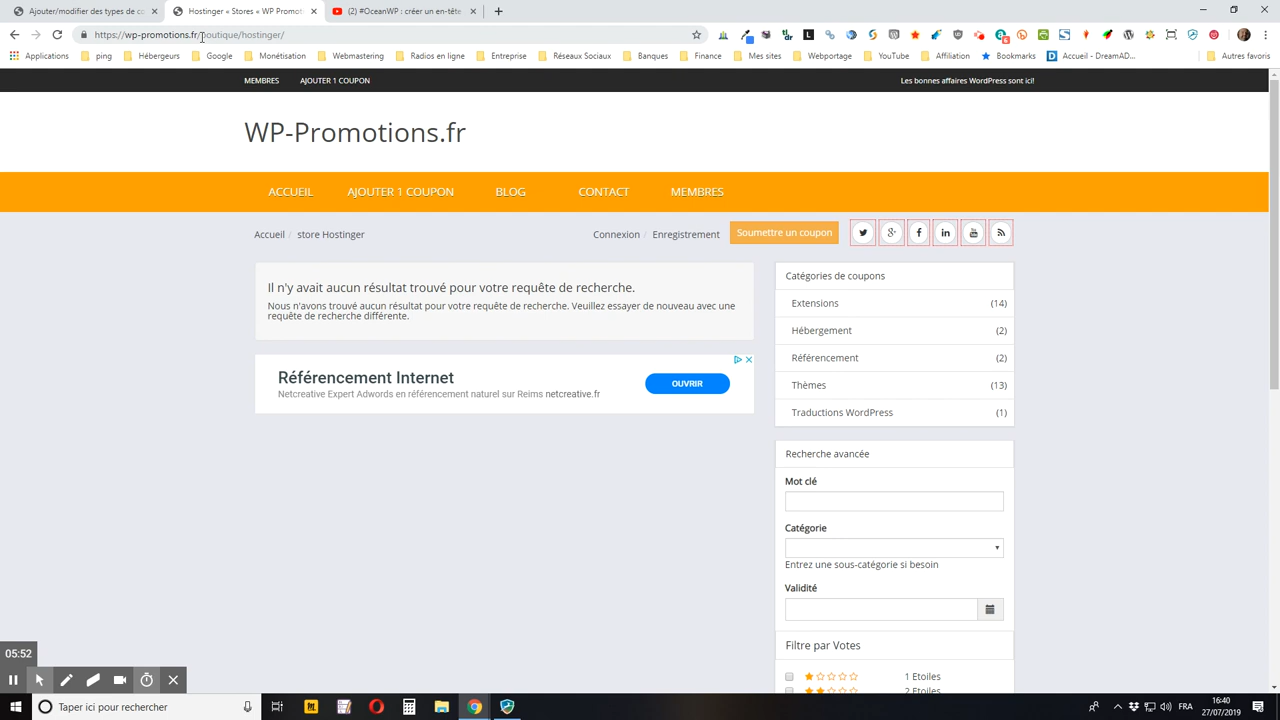 Ajouter/modifier des types de co
Hostinger « Stores « WP Promoti
(2) #OceanWP : créer un en-tête
https://wp-promotions.fr/boutique/hostinger/
Applications
ping
Hébergeurs
Google
Monétisation
Webmastering
Radios en ligne
Entreprise
Réseaux Sociaux
Banques
Finance
Mes sites
Webportage
YouTube
Affiliation
Bookmarks
Accueil - DreamAD...
Autres favoris
MEMBRES
AJOUTER 1 COUPON
Les bonnes affaires WordPress sont ici!
WP-Promotions.fr
ACCUEIL
AJOUTER 1 COUPON
BLOG
CONTACT
MEMBRES
Accueil / store Hostinger
Connexion / Enregistrement
Soumettre un coupon
Il n'y avait aucun résultat trouvé pour votre requête de recherche.
Nous n'avons trouvé aucun résultat pour votre requête de recherche. Veuillez essayer de nouveau avec une
requête de recherche différente.
Référencement Internet
Netcreative Expert Adwords en référencement naturel sur Reims netcreative.fr
OUVRIR
Catégories de coupons
Extensions (14)
Hébergement (2)
Référencement (2)
Thèmes (13)
Traductions WordPress (1)
Recherche avancée
Mot clé
Catégorie
Entrez une sous-catégorie si besoin
Validité
Filtre par Votes
1 Etoiles
2 Etoiles
05:52
Taper ici pour rechercher
FRA
16:40
27/07/2019